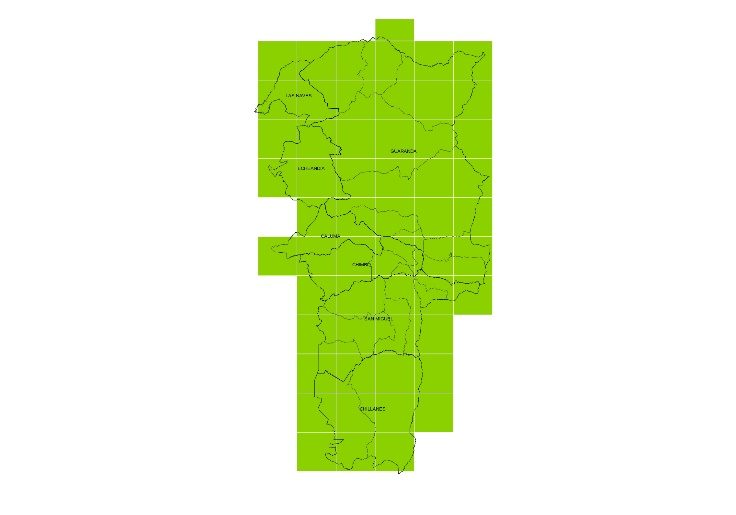 LAS NAVES
GUARANDA
ECHEANDIA
CALUMA
CHIMBO
SAN MIGUEL
CHILLANES